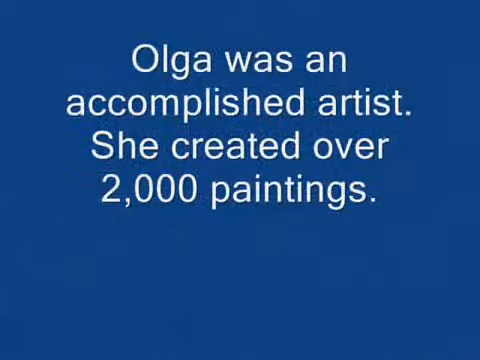 Olga was an
accomplished artist.
She created over
2,000 paintings.